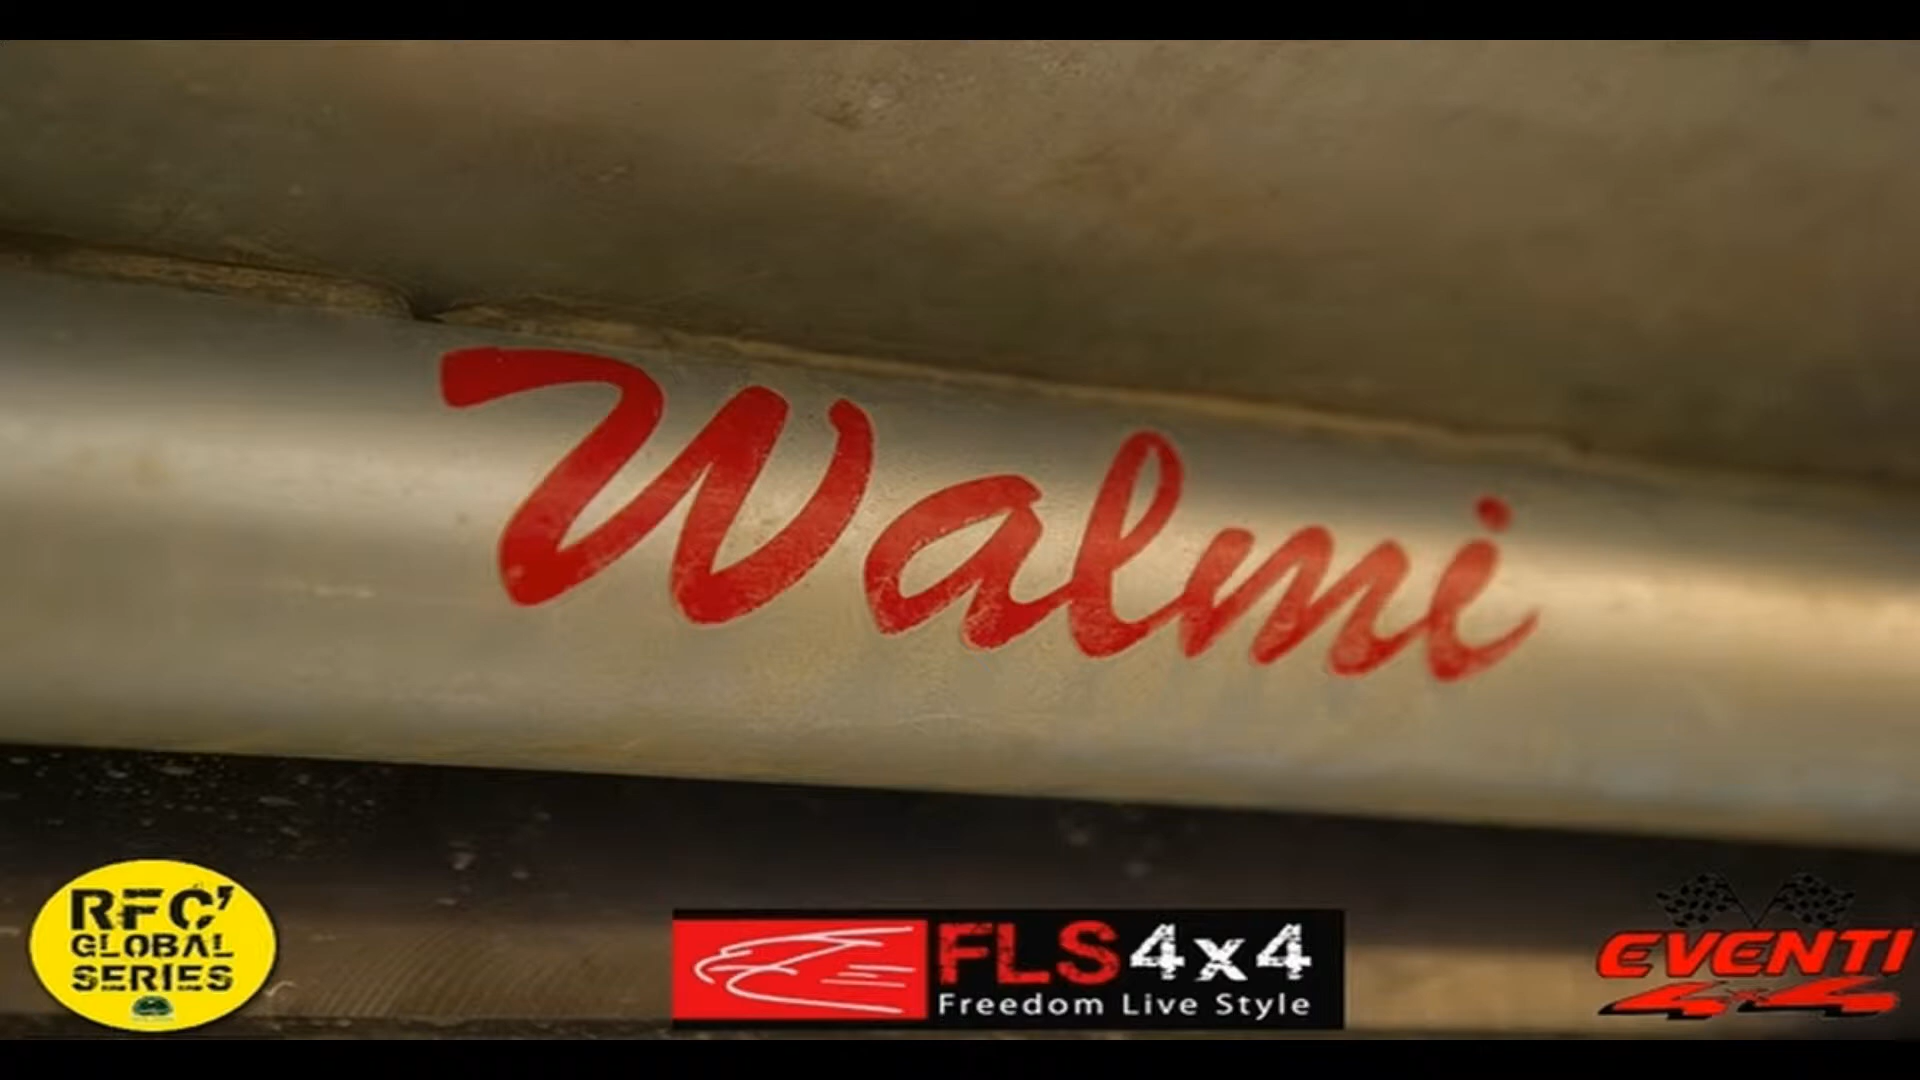 Walmi
RFC'
GLOBAL
SERIES
FLS4x4
Freedom Live Style
EVENTI
4x4